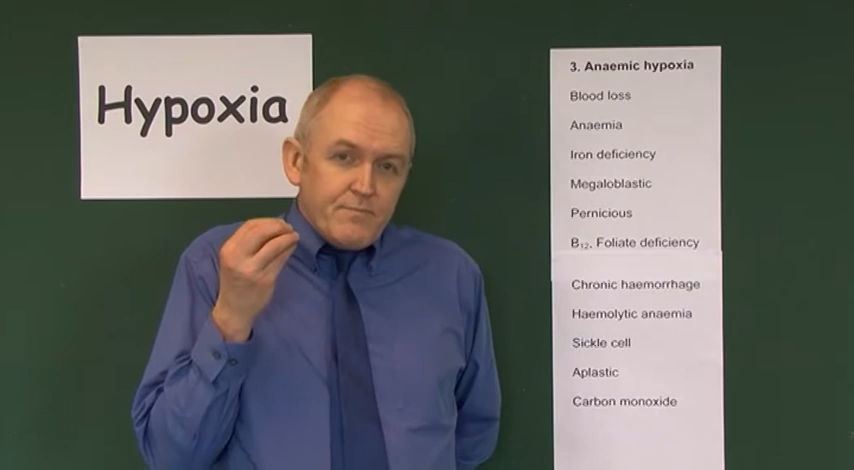 Hypoxia
3. Anaemic hypoxia
Blood loss
Anaemia
Iron deficiency
Megaloblastic
Pernicious
B₁₂. Foliate deficiency
Chronic haemorrhage
Haemolytic anaemia
Sickle cell
Aplastic
Carbon monoxide